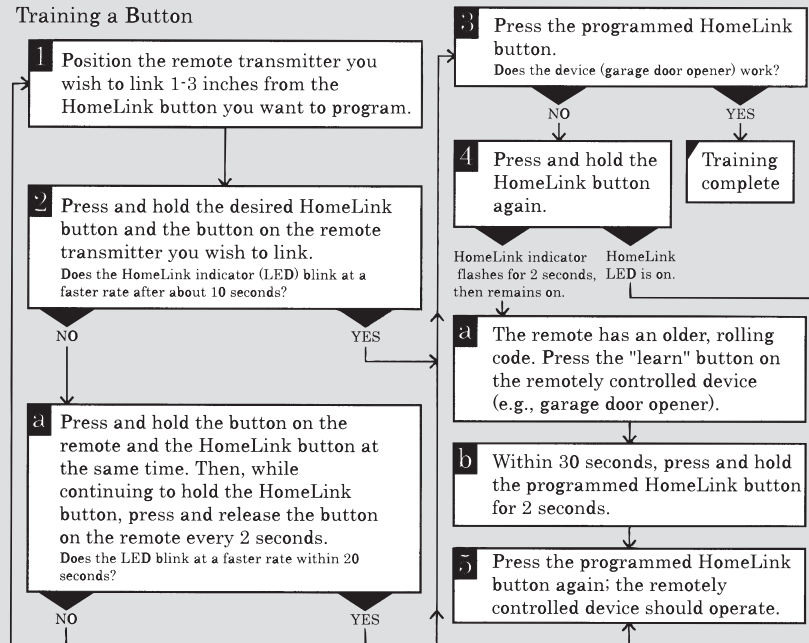 Training a Button
1
Position the remote transmitter you
wish to link 1-3 inches from the
HomeLink button you want to program.
2
Press and hold the desired HomeLink
button and the button on the remote
transmitter you wish to link.
Does the HomeLink indicator (LED) blink at a
faster rate after about 10 seconds?
NO
YES
a
Press and hold the button on the
remote and the HomeLink button at
the same time. Then, while
continuing to hold the HomeLink
button, press and release the button
on the remote every 2 seconds.
Does the LED blink at a faster rate within 20
seconds?
NO
YES
3
Press the programmed HomeLink
button.
Does the device (garage door opener) work?
NO
YES
4
Press and hold the
HomeLink button
again.
Training
complete
HomeLink indicator
flashes for 2 seconds,
then remains on.
HomeLink
LED is on.
a
The remote has an older, rolling
code. Press the "learn" button on
the remotely controlled device
(e.g., garage door opener).
b
Within 30 seconds, press and hold
the programmed HomeLink button
for 2 seconds.
5
Press the programmed HomeLink
button again; the remotely
controlled device should operate.